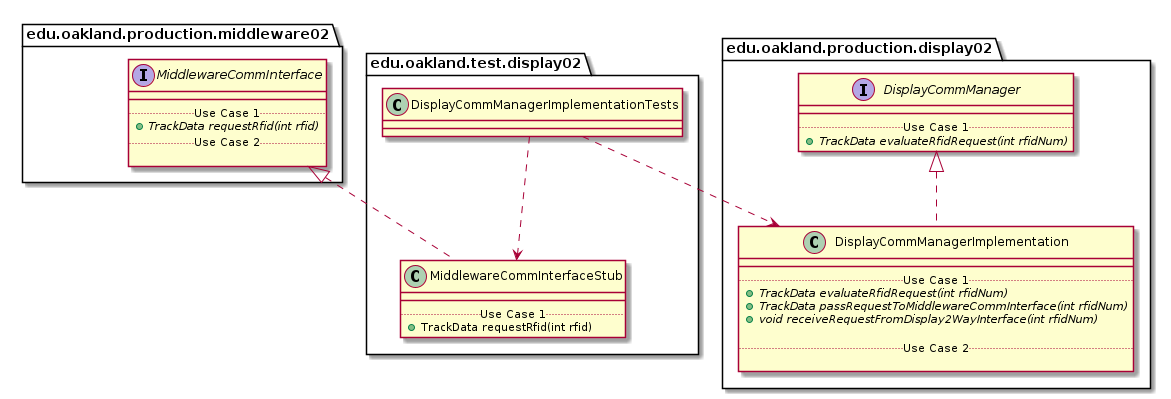 edu.oakland.production.middleware02
I MiddlewareCommInterface
Use Case 1
TrackData requestRfid(int rfid)
Use Case 2
edu.oakland.test.display02
C DisplayCommManagerImplementationTests
C MiddlewareCommInterfaceStub
Use Case 1
TrackData requestRfid(int rfid)
edu.oakland.production.display02
I DisplayCommManager
Use Case 1
TrackData evaluateRfidRequest(int rfidNum)
C DisplayCommManagerImplementation
Use Case 1
TrackData evaluateRfidRequest(int rfidNum)
TrackData passRequestToMiddlewareCommInterface(int rfidNum)
void receiveRequestFromDisplay2WayInterface(int rfidNum)
Use Case 2